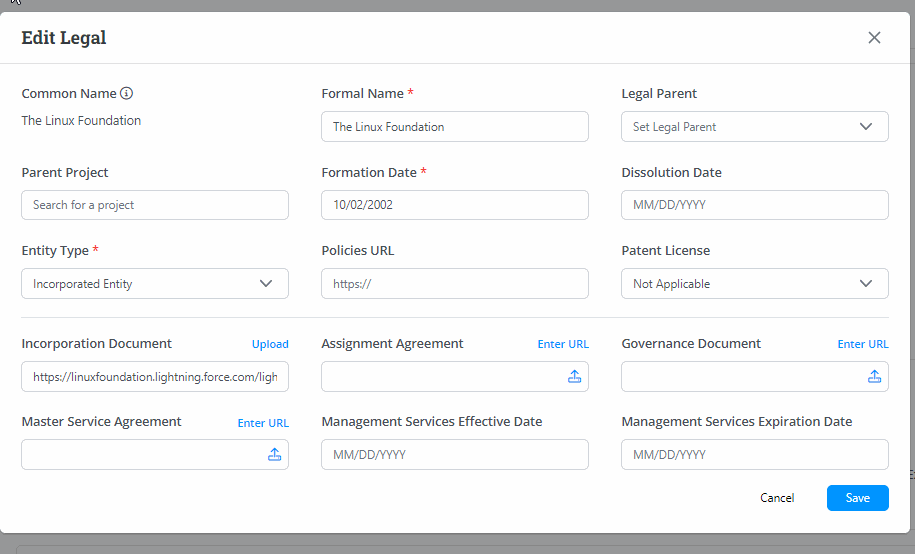 Edit Legal
Common Name
Formal Name *
Legal Parent
The Linux Foundation
The Linux Foundation
Set Legal Parent
Parent Project
Formation Date *
Dissolution Date
Search for a project
10/02/2002
MM/DD/YYYY
Entity Type *
Policies URL
Patent License
Incorporated Entity
https://
Not Applicable
Incorporation Document
Upload
Assignment Agreement
Enter URL
Governance Document
Enter URL
https://linuxfoundation.lightning.force.com/ligh
Master Service Agreement
Enter URL
Management Services Effective Date
Management Services Expiration Date
MM/DD/YYYY
MM/DD/YYYY
Cancel
Save